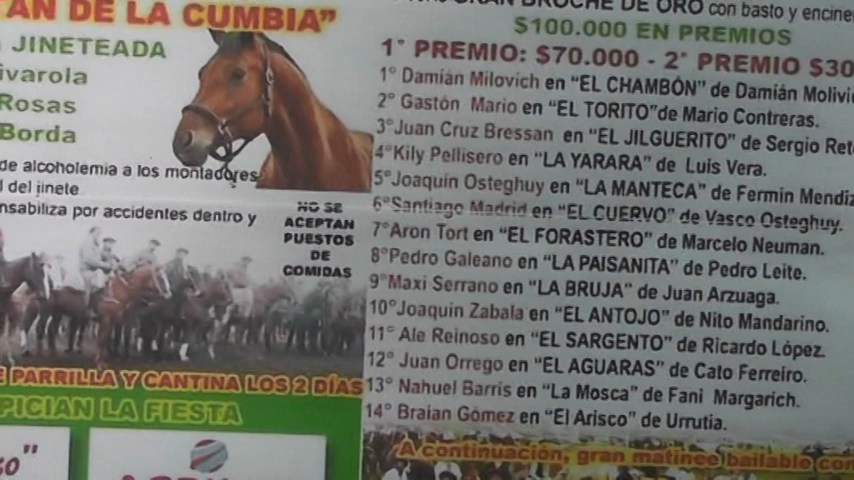 AN DE LA CUMBIA"
JINETEADA
ivarola
Rosas
Borda
de alcoholemia a los montadores
del jinete
nsabiliza por accidentes dentro y
NO SE
ACEPTAN
PUESTOS
DE
COMIDAS
E PARRILLA Y CANTINA LOS 2 DÍAS
PICIAN LA FIESTA
GRAN BROCHE DE ORO con basto y enciner
$100.000 EN PREMIOS
1° PREMIO: $70.000 - 2° PREMIO $30
1° Damián Milovich en "EL CHAMBÓN" de Damián Molivic
2° Gastón Mario en "EL TORITO"de Mario Contreras.
3°Juan Cruz Bressan en "EL JILGUERITO" de Sergio Rete
4°Kily Pellisero en "LA YARARA" de Luis Vera.
5°Joaquín Osteghuy en "LA MANTECA" de Fermin Mendiz
6°Santiago Madrid en "EL CUERVO" de Vasco Osteghuy.
7°Aron Tort en "EL FORASTERO" de Marcelo Neuman.
8°Pedro Galeano en "LA PAISANITA" de Pedro Leite.
9°Maxi Serrano en "LA BRUJA" de Juan Arzuaga.
10°Joaquín Zabala en "EL ANTOJO" de Nito Mandarino.
11° Ale Reinoso en "EL SARGENTO" de Ricardo López.
12° Juan Orrego en "EL AGUARAS" de Cato Ferreiro.
13° Nahuel Barris en "La Mosca" de Fani Margarich.
14° Braian Gómez en "El Arisco" de Urrutia.
A continuación, gran matinee bailable con